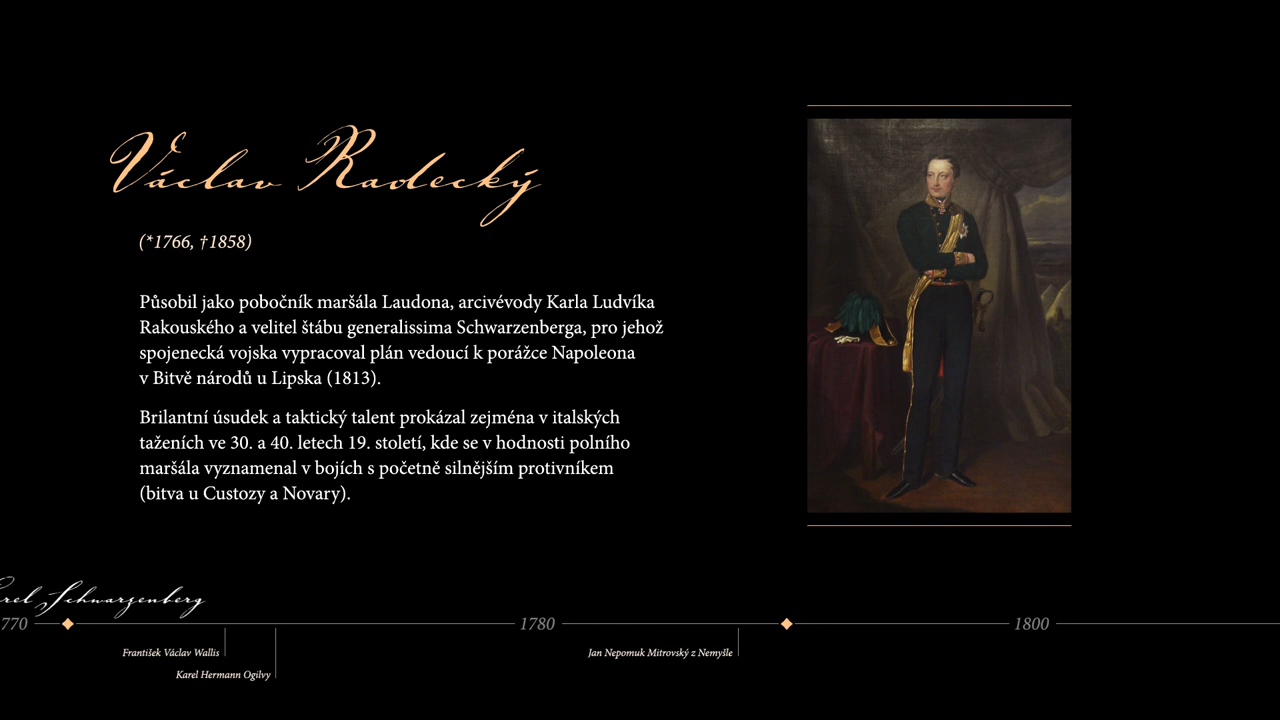 Václav Radecký
(*1766, †1858)
Působil jako pobočník maršála Laudona, arcivévody Karla Ludvíka
Rakouského a velitel štábu generalissima Schwarzenberga, pro jehož
spojenecká vojska vypracoval plán vedoucí k porážce Napoleona
v Bitvě národů u Lipska (1813).
Brilantní úsudek a taktický talent prokázal zejména v italských
taženích ve 30. a 40. letech 19. století, kde se v hodnosti polního
maršála vyznamenal v bojích s početně silnějším protivníkem
(bitva u Custozy a Novary).
rel Schwarzenberg
770 1780 1800
František Václav Wallis Jan Nepomuk Mitrovský z Nemyšle
Karel Hermann Ogilvy